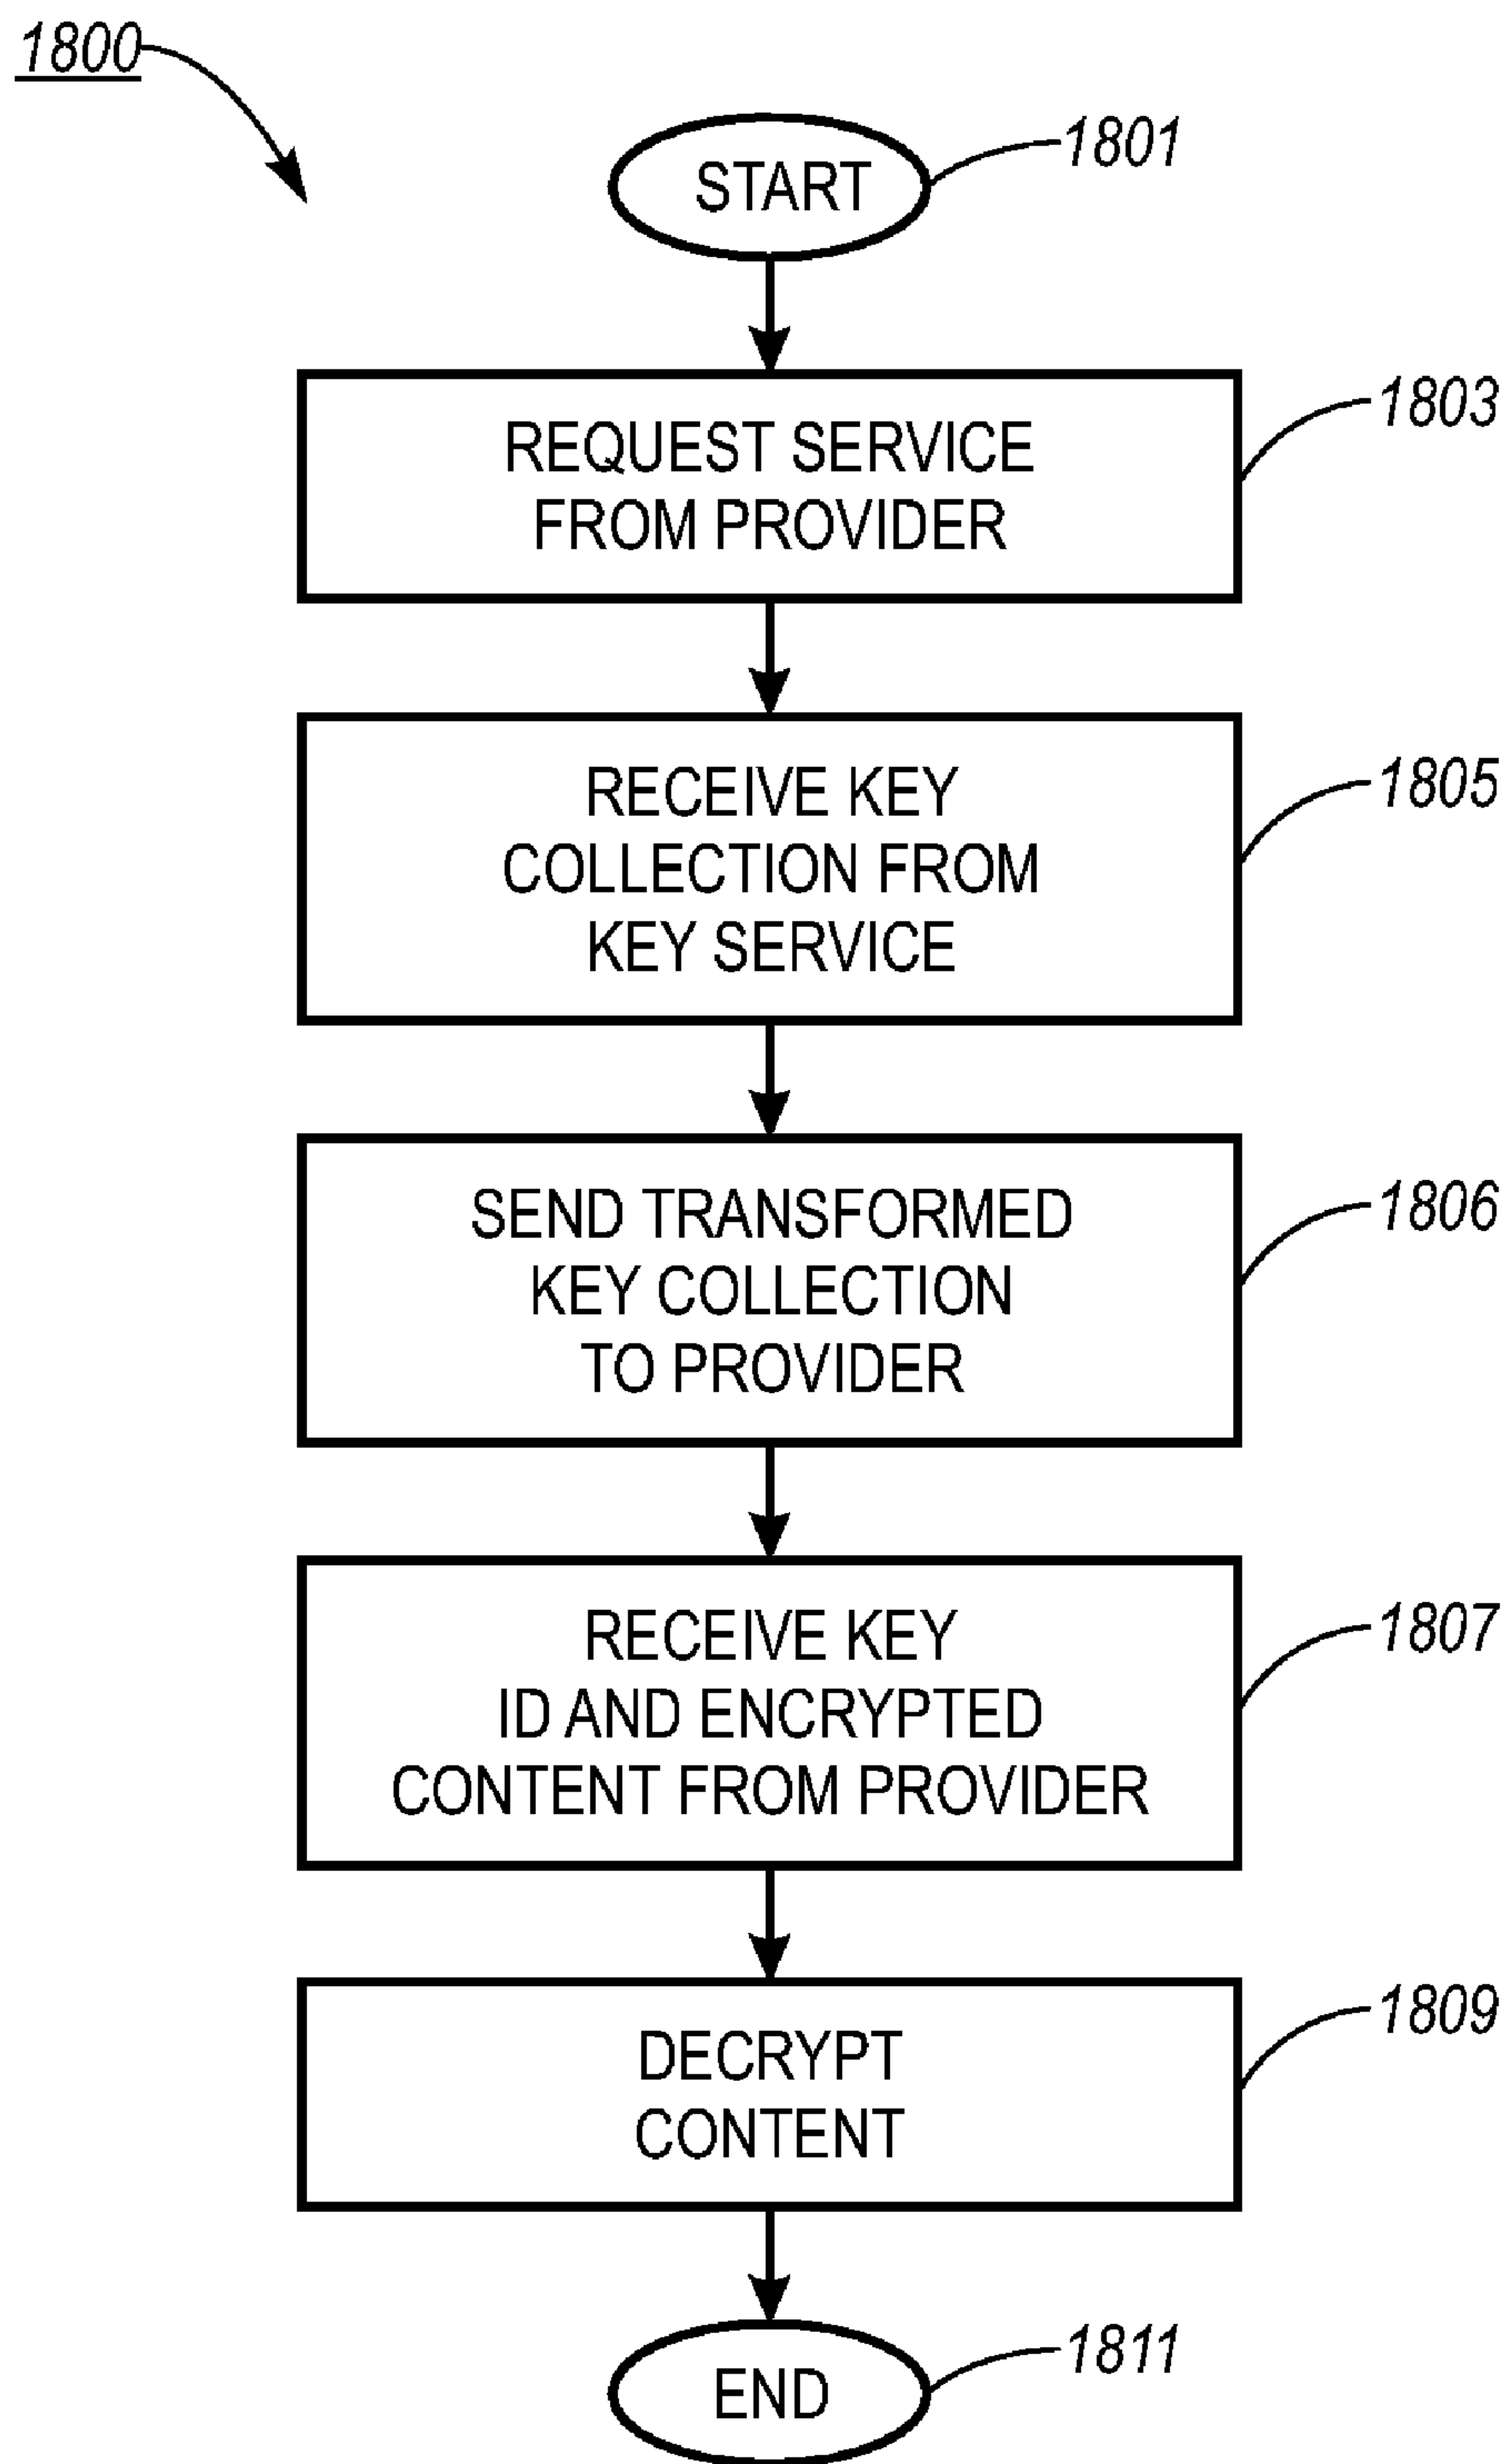 1800
START
1801
REQUEST SERVICE
FROM PROVIDER
1803
RECEIVE KEY
COLLECTION FROM
KEY SERVICE
1805
SEND TRANSFORMED
KEY COLLECTION
TO PROVIDER
1806
RECEIVE KEY
ID AND ENCRYPTED
CONTENT FROM PROVIDER
1807
DECRYPT
CONTENT
1809
END
1811